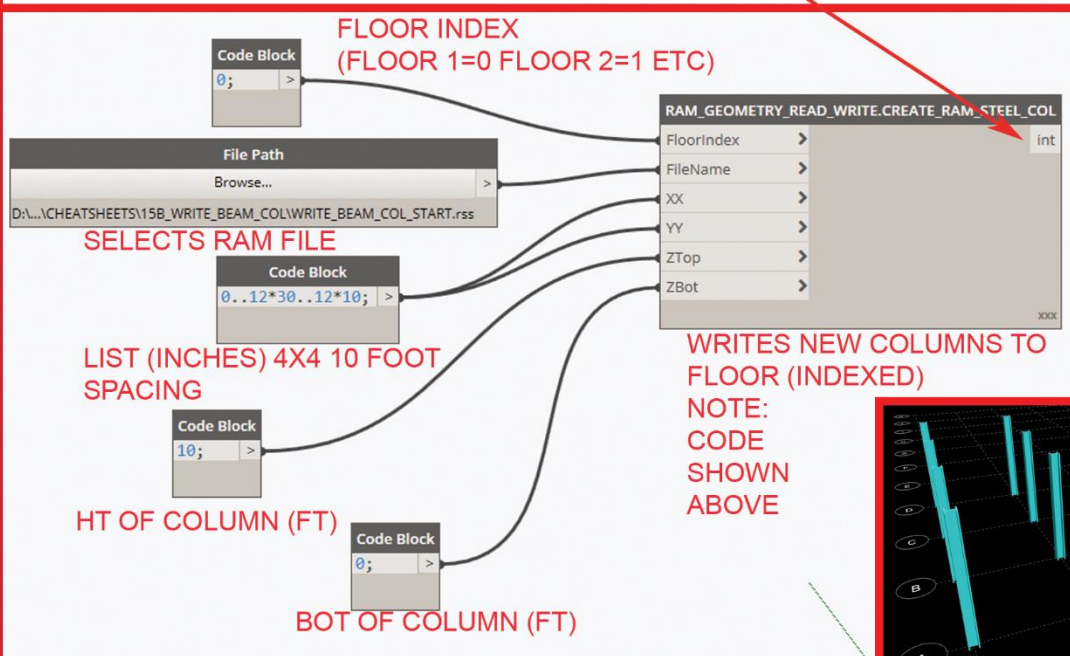 FLOOR INDEX
(FLOOR 1=0 FLOOR 2=1 ETC)
Code Block
0;
>
File Path
Browse...
>
D:\...\CHEATSHEETS\15B_WRITE_BEAM_COL\WRITE_BEAM_COL_START.rss
SELECTS RAM FILE
Code Block
0..12*30..12*10;
>
LIST (INCHES) 4X4 10 FOOT
SPACING
Code Block
10;
>
HT OF COLUMN (FT)
Code Block
0;
>
BOT OF COLUMN (FT)
RAM_GEOMETRY_READ_WRITE.CREATE_RAM_STEEL_COL
FloorIndex >
int
FileName >
XX >
YY >
ZTop >
ZBot >
xxx
WRITES NEW COLUMNS TO
FLOOR (INDEXED)
NOTE:
CODE
SHOWN
ABOVE
D
C
B